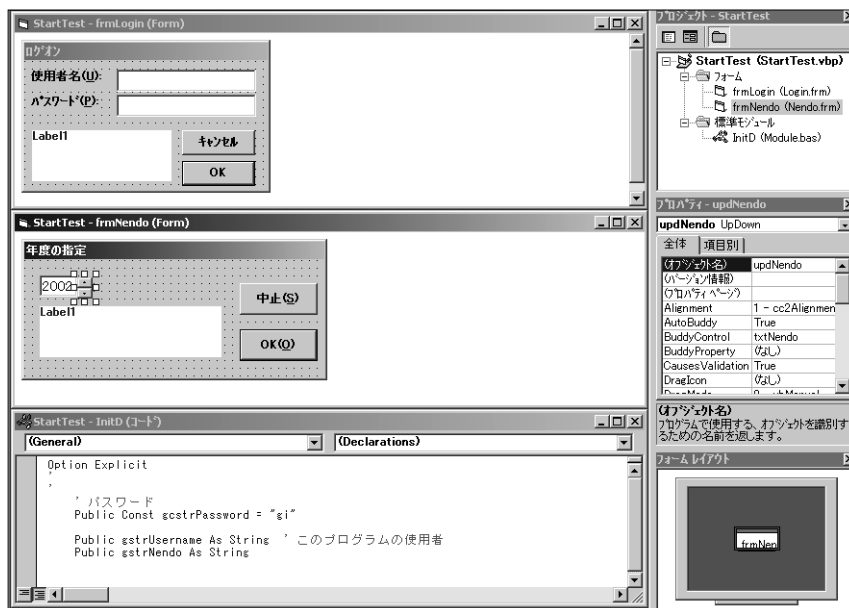 StartTest - frmLogin (Form)
ﾛｸﾞｵﾝ
使用者名(U):
ﾊﾟｽﾜｰﾄﾞ(P):
Label1
ｷｬﾝｾﾙ
OK
StartTest - frmNendo (Form)
年度の指定
2002
中止(S)
Label1
OK(O)
StartTest - InitD (ｺｰﾄﾞ)
(General)
(Declarations)
Option Explicit
'
'
' パスワード
Public Const gcstrPassword = "gi"
Public gstrUsername As String ' このプログラムの使用者
Public gstrNendo As String
ﾌﾟﾛｼﾞｪｸﾄ - StartTest
StartTest (StartTest.vbp)
ﾌｫｰﾑ
frmLogin (Login.frm)
frmNendo (Nendo.frm)
標準ﾓｼﾞｭｰﾙ
InitD (Module.bas)
ﾌﾟﾛﾊﾟﾃｨ - updNendo
updNendo UpDown
全体 項目別
(ｵﾌﾞｼﾞｪｸﾄ名) updNendo
(ﾊﾞｰｼﾞｮﾝ情報)
(ﾌﾟﾛﾊﾟﾃｨ ﾍﾟｰｼﾞ)
Alignment 1 - cc2Alignmen
AutoBuddy True
BuddyControl txtNendo
BuddyProperty (なし)
CausesValidation True
DragIcon (なし)
DragMode 0 - vbManual
(ｵﾌﾞｼﾞｪｸﾄ名)
ﾌﾟﾛｸﾞﾗﾑで使用する、ｵﾌﾞｼﾞｪｸﾄを識別す
るための名前を返します。
ﾌｫｰﾑ ﾚｲｱｳﾄ
frmNen